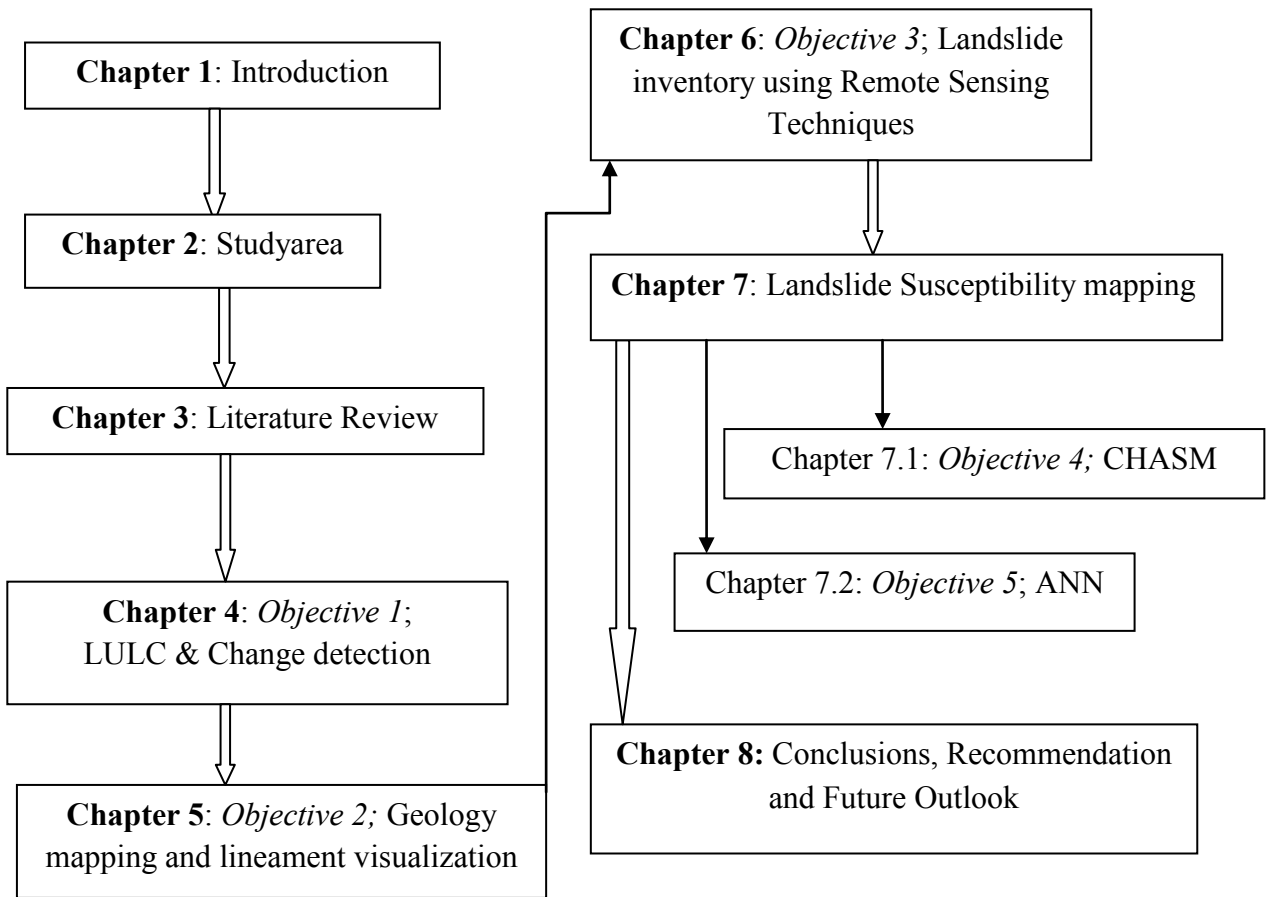 Chapter 1: Introduction
Chapter 2: Studyarea
Chapter 3: Literature Review
Chapter 4: Objective 1;
LULC & Change detection
Chapter 5: Objective 2; Geology
mapping and lineament visualization
Chapter 6: Objective 3; Landslide
inventory using Remote Sensing
Techniques
Chapter 7: Landslide Susceptibility mapping
Chapter 7.1: Objective 4; CHASM
Chapter 7.2: Objective 5; ANN
Chapter 8: Conclusions, Recommendation
and Future Outlook